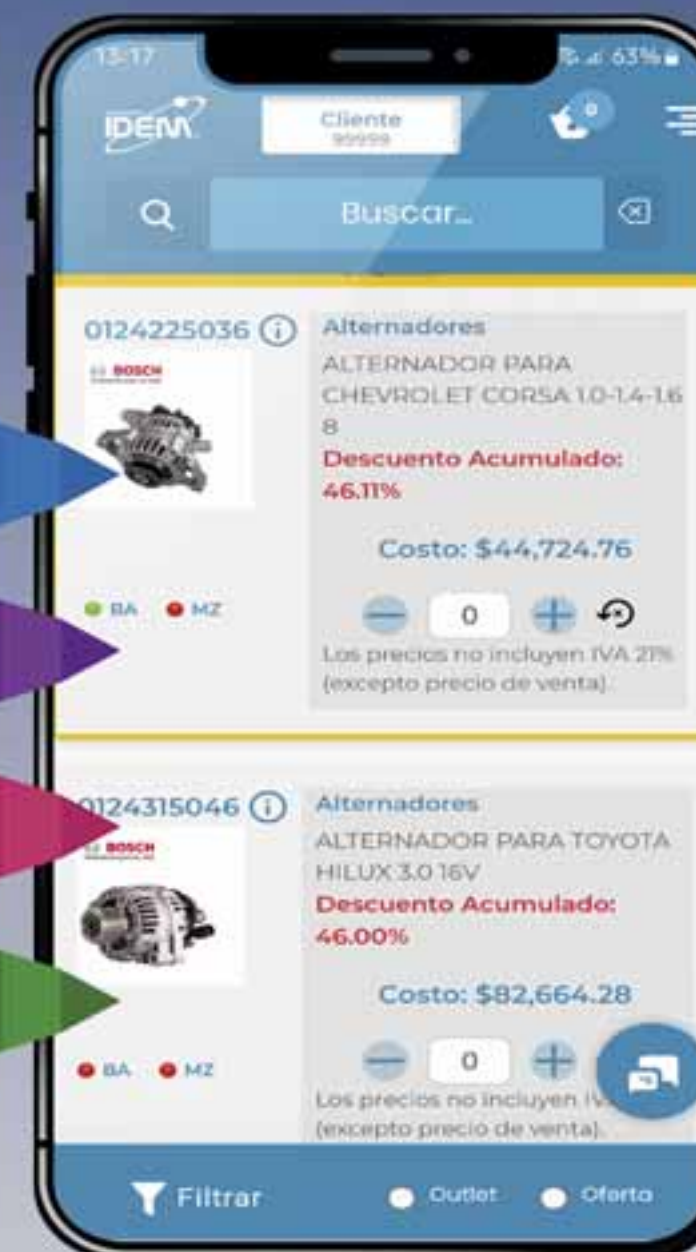 13:17
63%
IDEM
Cliente
99999
0
Buscar...
0124225036
Alternadores
BOSCH
ALTERNADOR PARA
CHEVROLET CORSA 1.0-1.4-1.6
8
Descuento Acumulado:
46.11%
Costo: $44,724.76
BA MZ
0
Los precios no incluyen IVA 21%
(excepto precio de venta).
0124315046
Alternadores
BOSCH
ALTERNADOR PARA TOYOTA
HILUX 3.0 16V
Descuento Acumulado:
46.00%
Costo: $82,664.28
BA MZ
0
Los precios no incluyen
(excepto precio de venta).
Filtrar
Outlet
Oferta